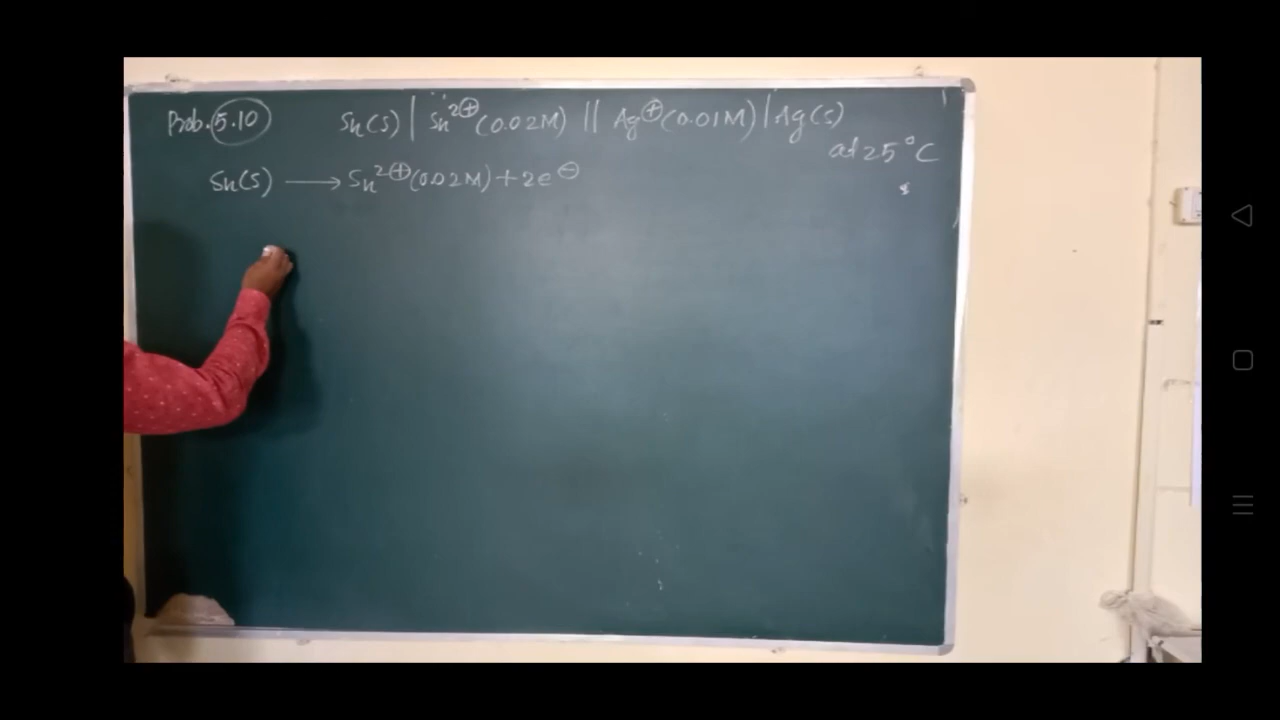 Prob. 5.10 Sn(s) | Sn²⊕(0.02M) || Ag⊕(0.01M) | Ag(s)
at 25°C
Sn(s) ⟶ Sn²⊕(0.02M) + 2e⊖